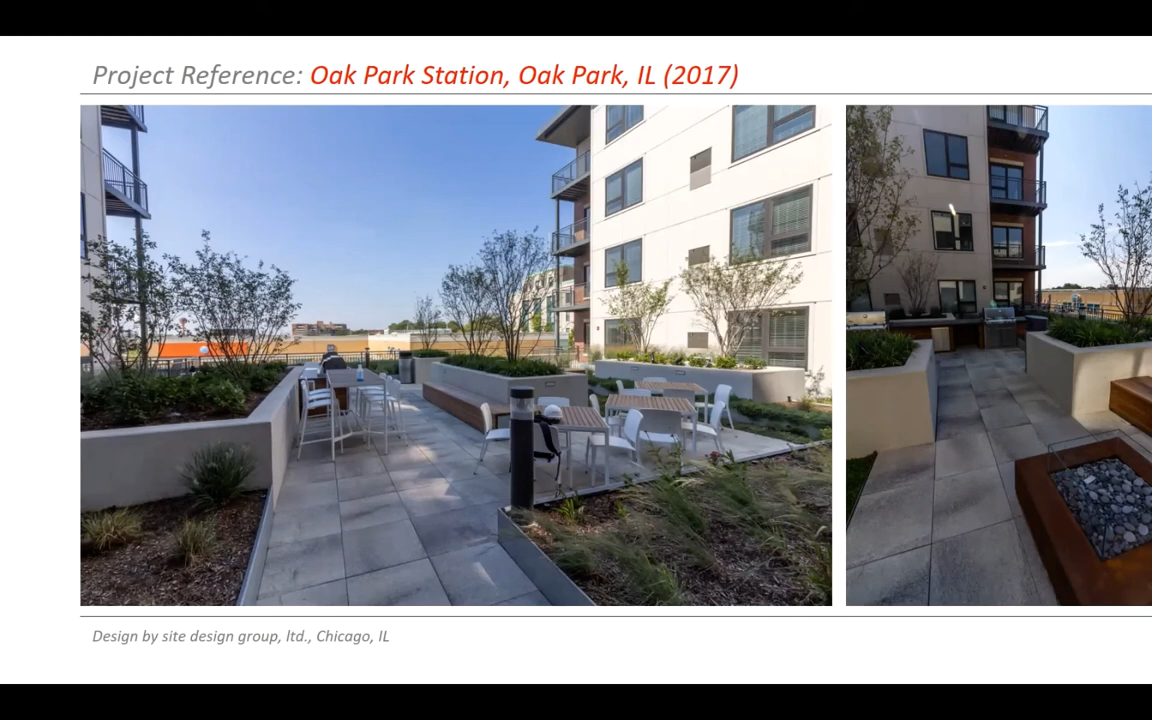 Project Reference: Oak Park Station, Oak Park, IL (2017)
Design by site design group, ltd., Chicago, IL